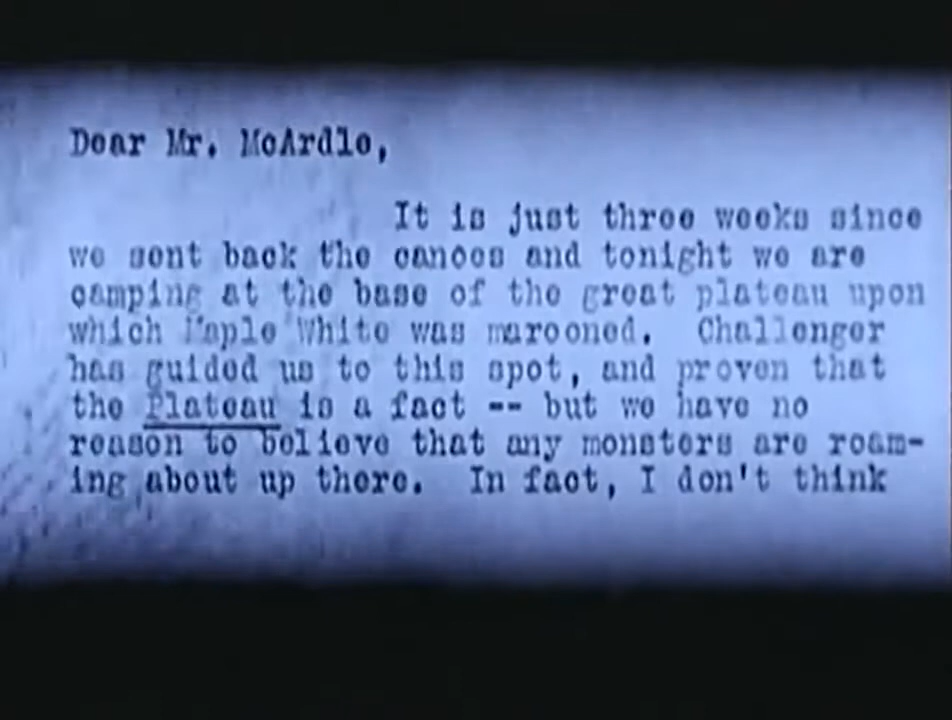 Dear Mr. McArdle,
It is just three weeks since
we sent back the canoes and tonight we are
camping at the base of the great plateau upon
which Maple White was marooned. Challenger
has guided us to this spot, and proven that
the Plateau is a fact -- but we have no
reason to believe that any monsters are roam-
ing about up there. In fact, I don't think